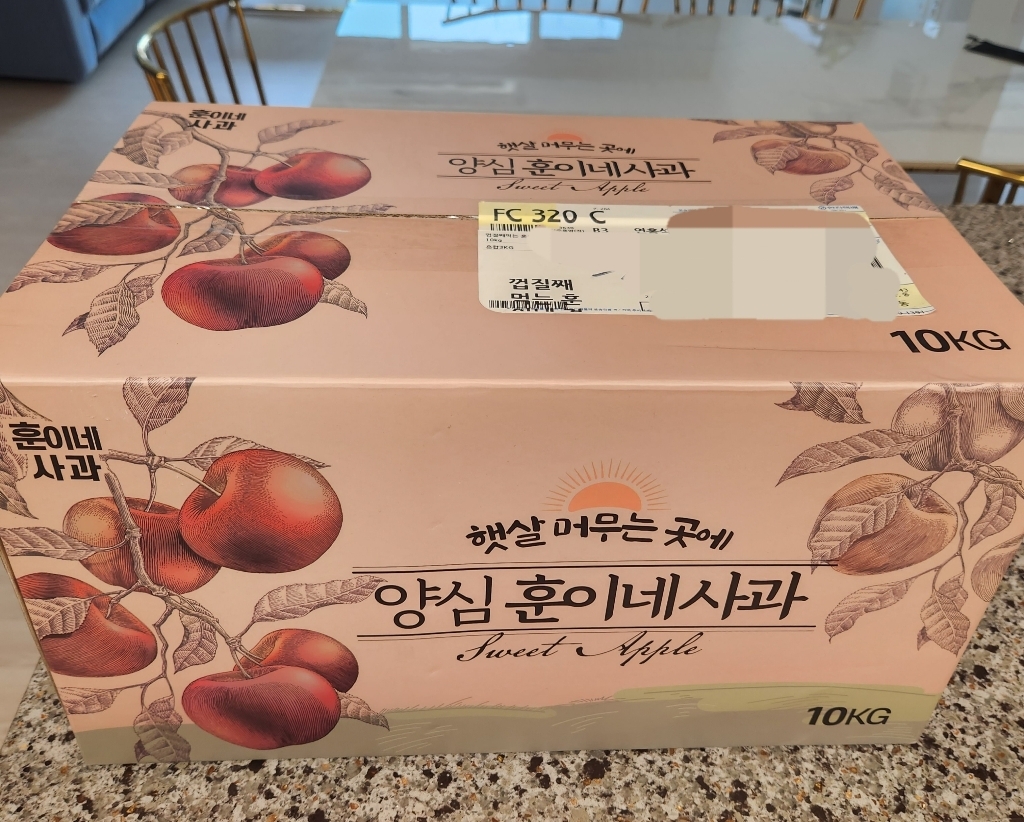 훈이네
사과
햇살 머무는 곳에
양심 훈이네사과
Sweet Apple
FC 320 C
R3
10Kg
껍질째
먹는 훈
10KG
훈이네
사과
햇살 머무는 곳에
양심 훈이네사과
Sweet Apple
10KG